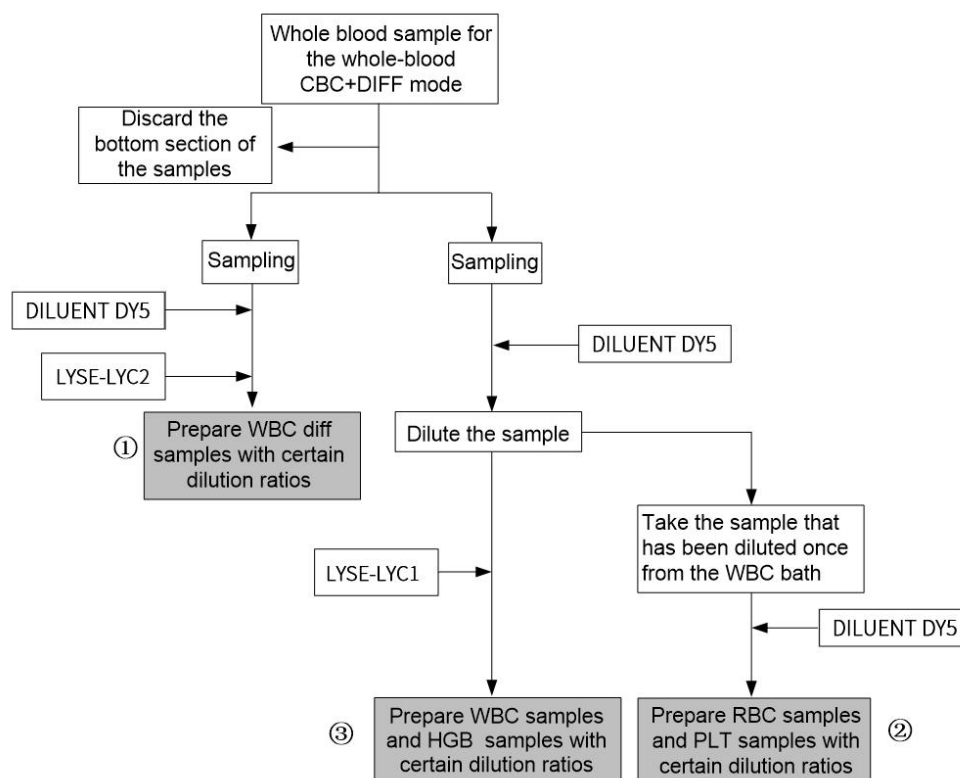 Whole blood sample for
the whole-blood
CBC+DIFF mode
Discard the
bottom section of
the samples
Sampling
Sampling
DILUENT DY5
DILUENT DY5
LYSE-LYC2
①
Prepare WBC diff
samples with certain
dilution ratios
Dilute the sample
Take the sample that
has been diluted once
from the WBC bath
LYSE-LYC1
DILUENT DY5
③
Prepare WBC samples
and HGB samples with
certain dilution ratios
Prepare RBC samples
and PLT samples with
certain dilution ratios
②